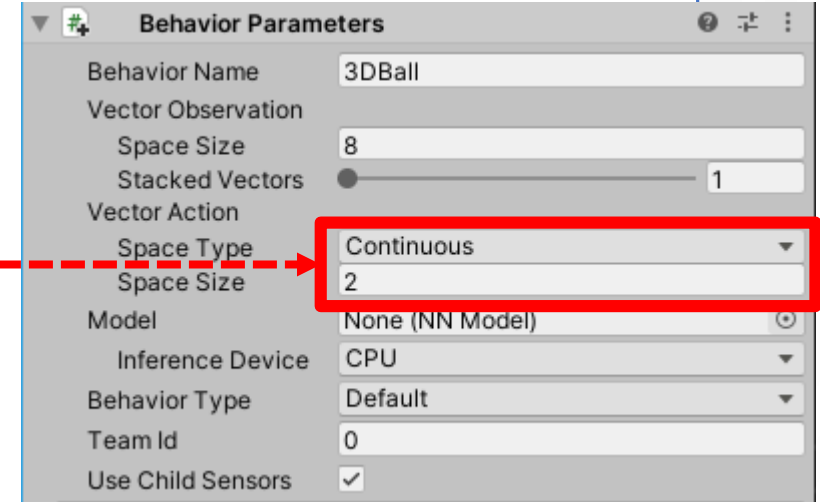 Behavior Parameters
Behavior Name 3DBall
Vector Observation
Space Size 8
Stacked Vectors 1
Vector Action
Space Type Continuous
Space Size 2
Model None (NN Model)
Inference Device CPU
Behavior Type Default
Team Id 0
Use Child Sensors